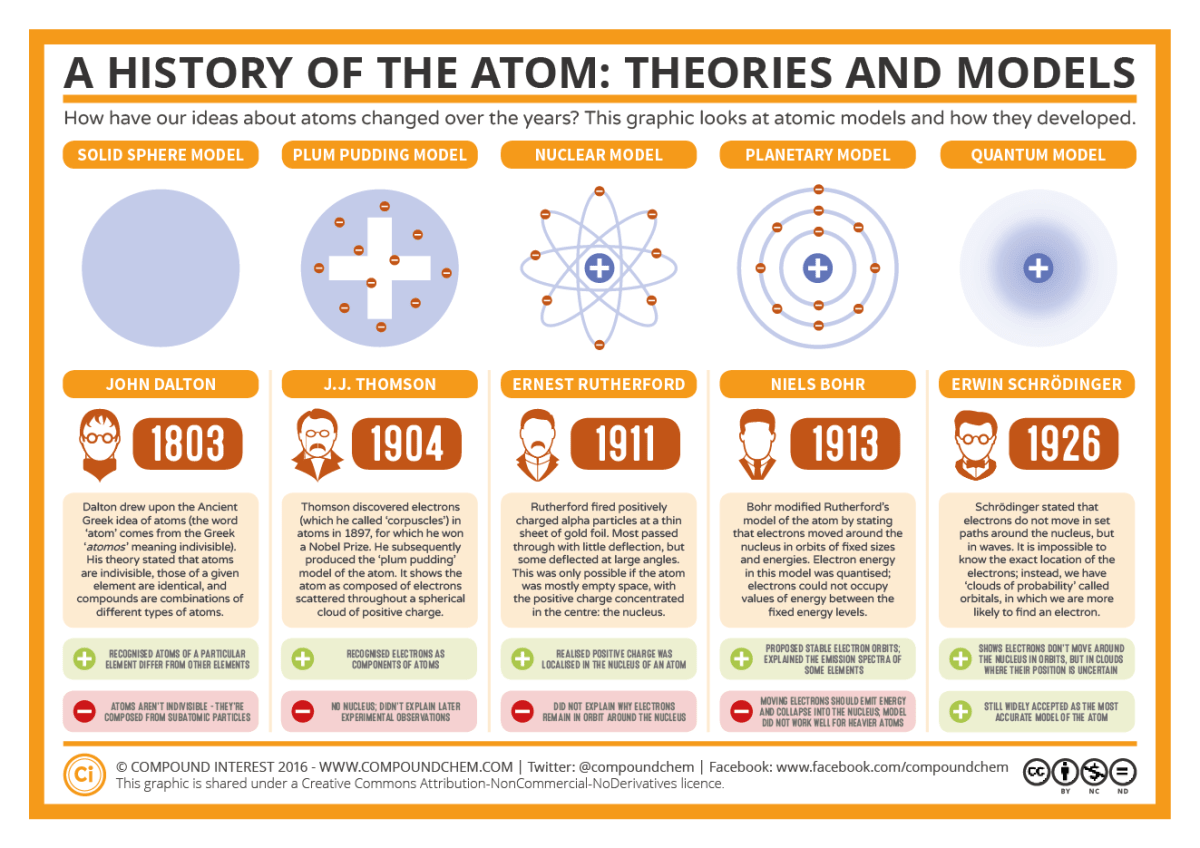 A HISTORY OF THE ATOM: THEORIES AND MODELS
How have our ideas about atoms changed over the years? This graphic looks at atomic models and how they developed.
SOLID SPHERE MODEL
PLUM PUDDING MODEL
NUCLEAR MODEL
PLANETARY MODEL
QUANTUM MODEL
JOHN DALTON
1803
Dalton drew upon the Ancient
Greek idea of atoms (the word
'atom' comes from the Greek
'atomos' meaning indivisible).
His theory stated that atoms
are indivisible, those of a given
element are identical, and
compounds are combinations of
different types of atoms.
RECOGNISED ATOMS OF A PARTICULAR
ELEMENT DIFFER FROM OTHER ELEMENTS
ATOMS AREN'T INDIVISIBLE - THEY'RE
COMPOSED FROM SUBATOMIC PARTICLES
J.J. THOMSON
1904
Thomson discovered electrons
(which he called 'corpuscles') in
atoms in 1897, for which he won
a Nobel Prize. He subsequently
produced the 'plum pudding'
model of the atom. It shows the
atom as composed of electrons
scattered throughout a spherical
cloud of positive charge.
RECOGNISED ELECTRONS AS
COMPONENTS OF ATOMS
NO NUCLEUS; DIDN'T EXPLAIN LATER
EXPERIMENTAL OBSERVATIONS
ERNEST RUTHERFORD
1911
Rutherford fired positively
charged alpha particles at a thin
sheet of gold foil. Most passed
through with little deflection, but
some deflected at large angles.
This was only possible if the atom
was mostly empty space, with
the positive charge concentrated
in the centre: the nucleus.
REALISED POSITIVE CHARGE WAS
LOCALISED IN THE NUCLEUS OF AN ATOM
DID NOT EXPLAIN WHY ELECTRONS
REMAIN IN ORBIT AROUND THE NUCLEUS
NIELS BOHR
1913
Bohr modified Rutherford's
model of the atom by stating
that electrons moved around the
nucleus in orbits of fixed sizes
and energies. Electron energy
in this model was quantised;
electrons could not occupy
values of energy between the
fixed energy levels.
PROPOSED STABLE ELECTRON ORBITS;
EXPLAINED THE EMISSION SPECTRA OF
SOME ELEMENTS
MOVING ELECTRONS SHOULD EMIT ENERGY
AND COLLAPSE INTO THE NUCLEUS; MODEL
DID NOT WORK WELL FOR HEAVIER ATOMS
ERWIN SCHRÖDINGER
1926
Schrödinger stated that
electrons do not move in set
paths around the nucleus, but
in waves. It is impossible to
know the exact location of the
electrons; instead, we have
'clouds of probability' called
orbitals, in which we are more
likely to find an electron.
SHOWS ELECTRONS DON'T MOVE AROUND
THE NUCLEUS IN ORBITS, BUT IN CLOUDS
WHERE THEIR POSITION IS UNCERTAIN
STILL WIDELY ACCEPTED AS THE MOST
ACCURATE MODEL OF THE ATOM
Ci
© COMPOUND INTEREST 2016 - WWW.COMPOUNDCHEM.COM | Twitter: @compoundchem | Facebook: www.facebook.com/compoundchem
This graphic is shared under a Creative Commons Attribution-NonCommercial-NoDerivatives licence.
cc
BY NC ND